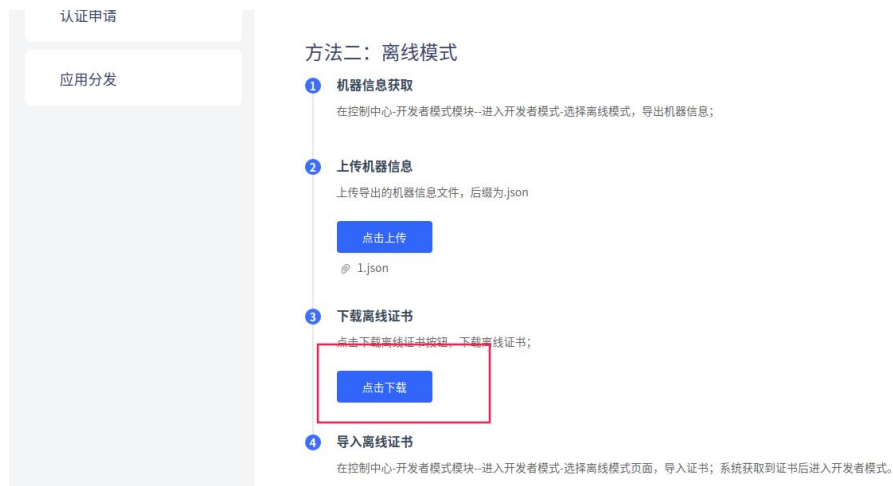 认证申请
应用分发
方法二：离线模式
1 机器信息获取
在控制中心-开发者模式模块--进入开发者模式-选择离线模式，导出机器信息；
2 上传机器信息
上传导出的机器信息文件，后缀为.json
点击上传
1.json
3 下载离线证书
点击下载离线证书按钮，下载离线证书；
点击下载
4 导入离线证书
在控制中心-开发者模式模块--进入开发者模式-选择离线模式页面，导入证书；系统获取到证书后进入开发者模式。